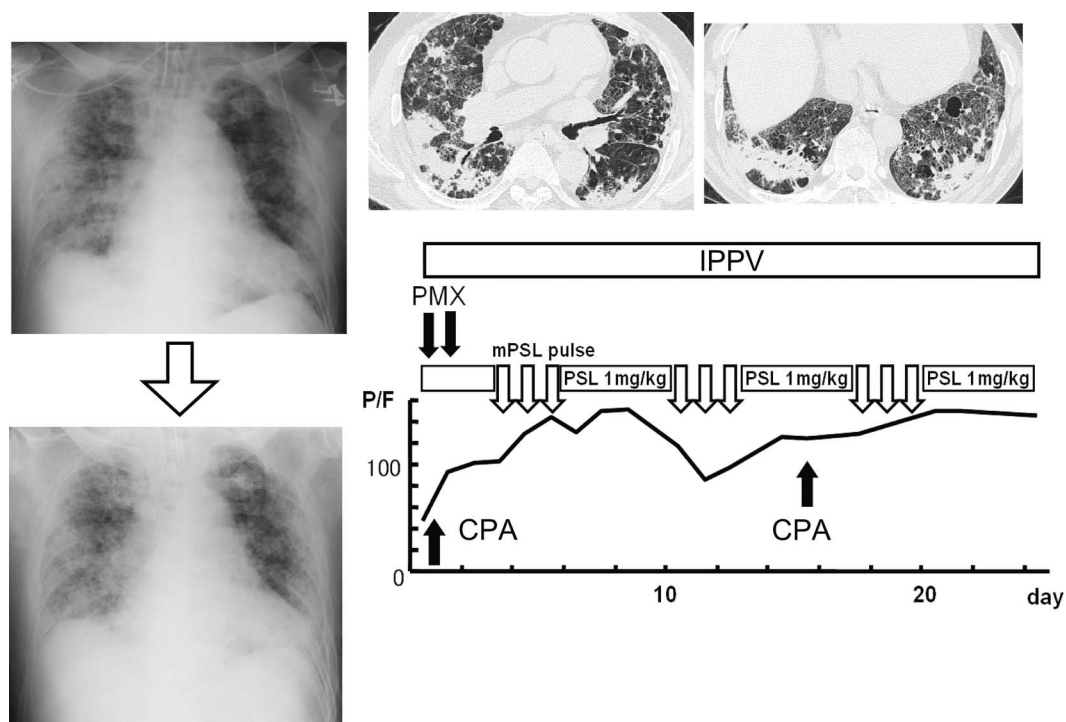 IPPV
PMX
mPSL pulse
PSL 1mg/kg
PSL 1mg/kg
PSL 1mg/kg
P/F
100
CPA
CPA
0
10
20
day